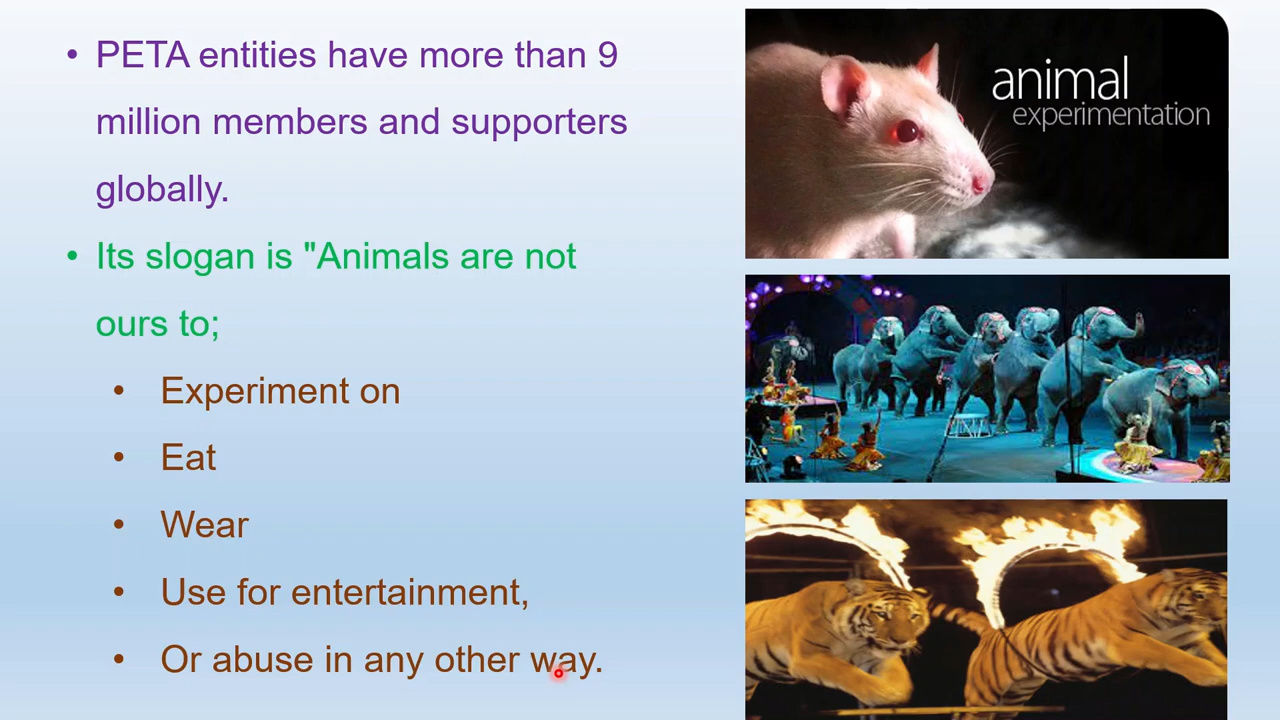 • PETA entities have more than 9
million members and supporters
globally.
• Its slogan is "Animals are not
ours to;
• Experiment on
• Eat
• Wear
• Use for entertainment,
• Or abuse in any other way.
animal
experimentation